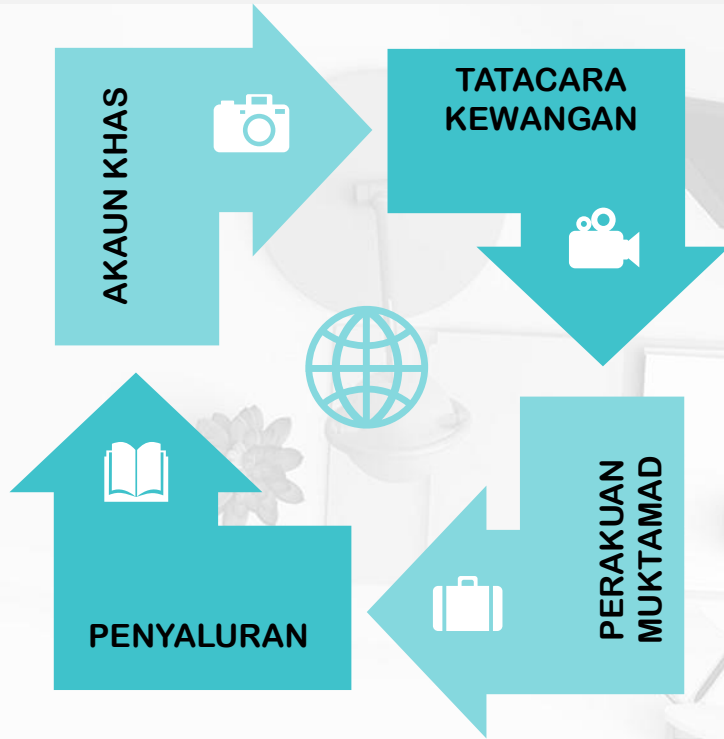 AKAUN KHAS
TATACARA
KEWANGAN
PERAKUAN
MUKTAMAD
PENYALURAN